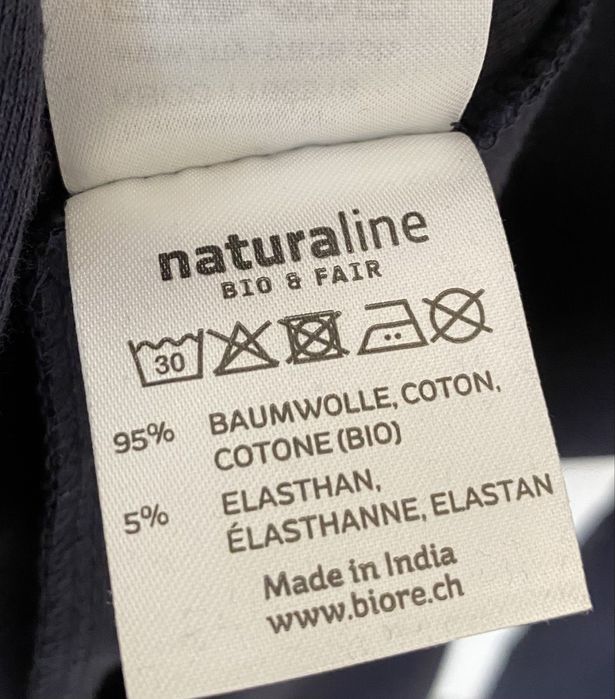 naturaline
BIO & FAIR
30
95% BAUMWOLLE, COTON,
COTONE (BIO)
5% ELASTHAN,
ÉLASTHANNE, ELASTAN
Made in India
www.biore.ch